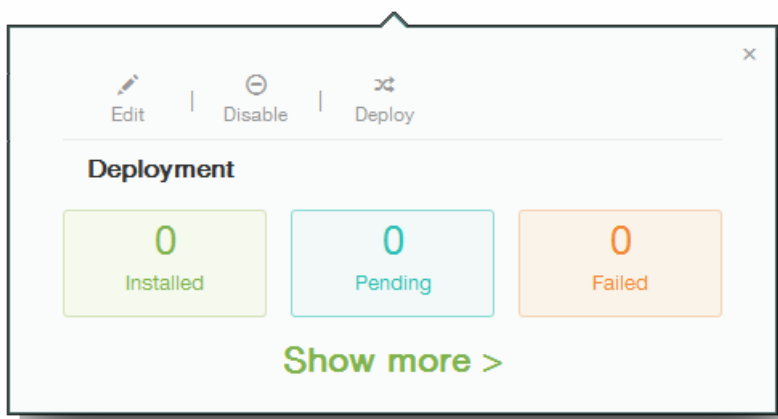 ×
Edit | Disable | Deploy
Deployment
0 0 0
Installed Pending Failed
Show more >